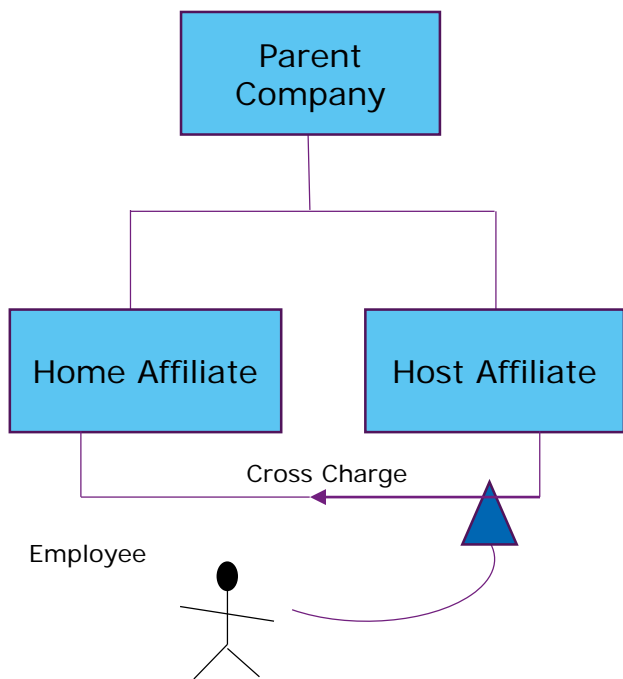 Parent
Company
Home Affiliate
Host Affiliate
Cross Charge
Employee